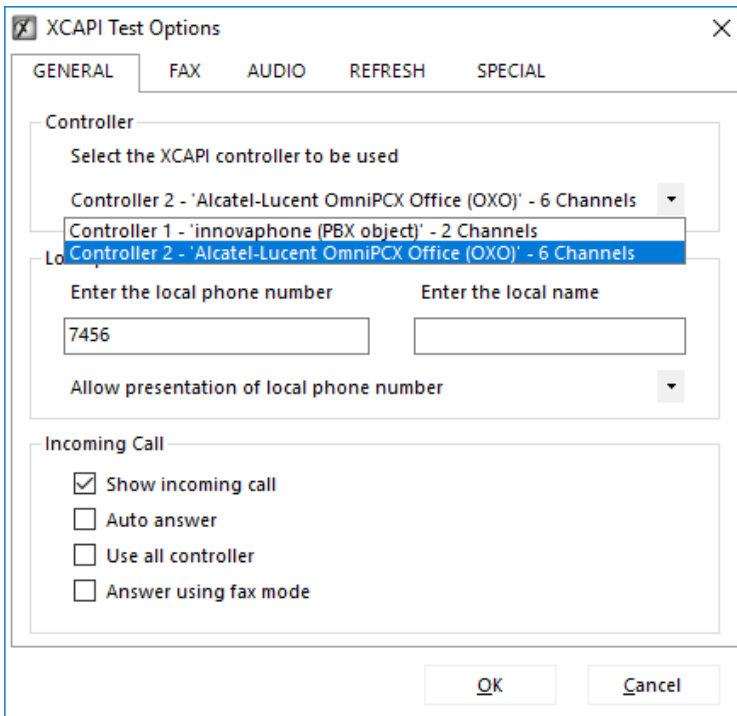 XCAPI Test Options
GENERAL FAX AUDIO REFRESH SPECIAL
Controller
Select the XCAPI controller to be used
Controller 2 - 'Alcatel-Lucent OmniPCX Office (OXO)' - 6 Channels
Controller 1 - 'innovaphone (PBX object)' - 2 Channels
Controller 2 - 'Alcatel-Lucent OmniPCX Office (OXO)' - 6 Channels
Enter the local phone number Enter the local name
7456
Allow presentation of local phone number
Incoming Call
Show incoming call
Auto answer
Use all controller
Answer using fax mode
OK Cancel